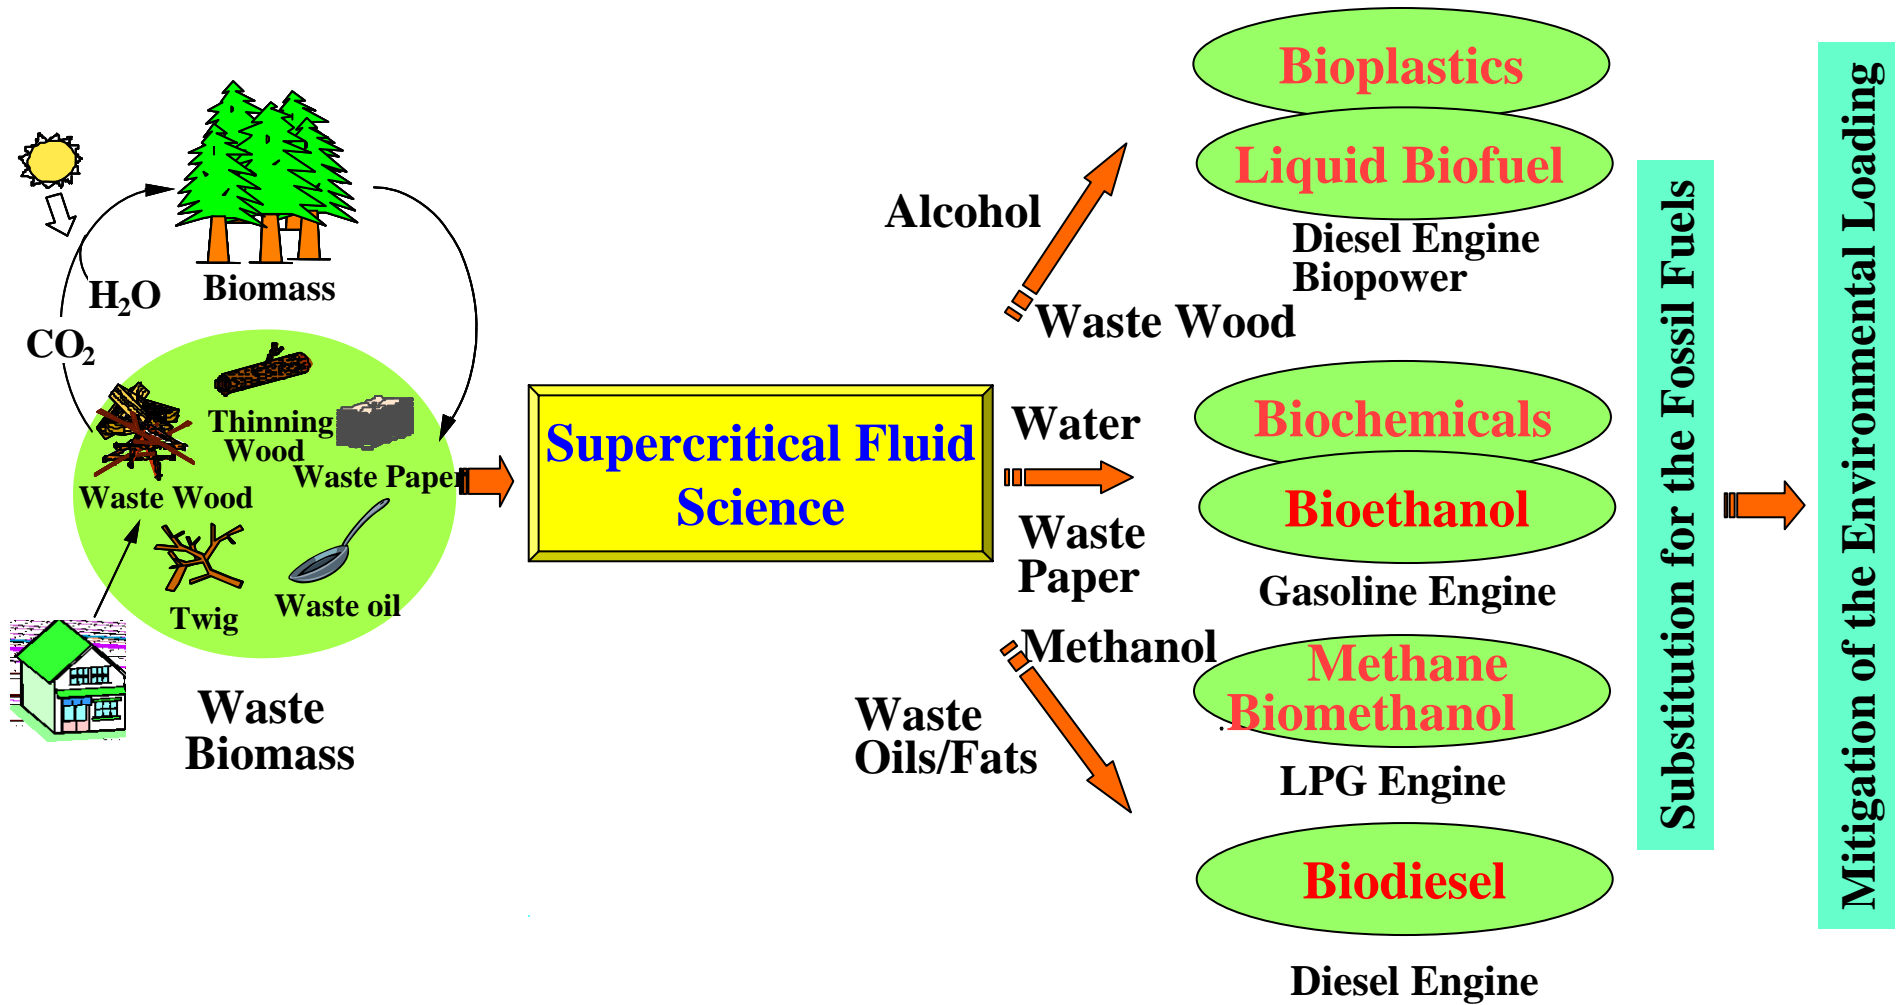 H₂O
CO₂
Biomass
Thinning
Wood
Waste Paper
Waste Wood
Twig
Waste oil
Waste
Biomass
Supercritical Fluid
Science
Alcohol
Waste Wood
Water
Waste
Paper
Methanol
Waste
Oils/Fats
Bioplastics
Liquid Biofuel
Diesel Engine
Biopower
Biochemicals
Bioethanol
Gasoline Engine
Methane
Biomethanol
LPG Engine
Biodiesel
Diesel Engine
Substitution for the Fossil Fuels
Mitigation of the Environmental Loading